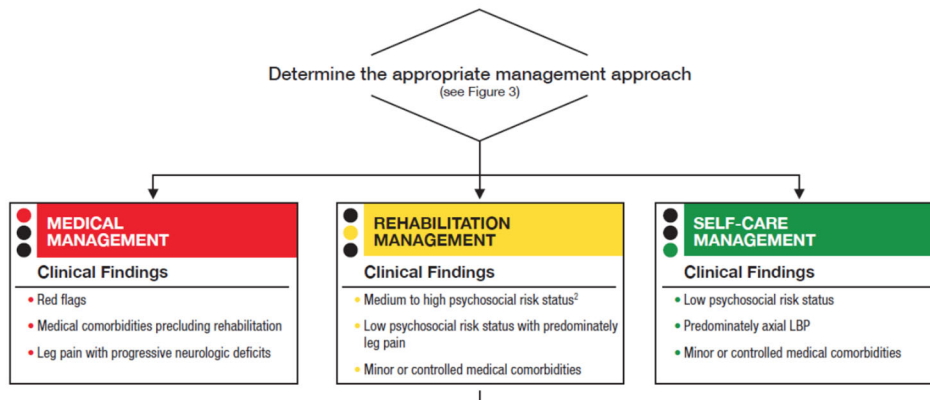 Determine the appropriate management approach
(see Figure 3)
MEDICAL
MANAGEMENT
Clinical Findings
• Red flags
• Medical comorbidities precluding rehabilitation
• Leg pain with progressive neurologic deficits
REHABILITATION
MANAGEMENT
Clinical Findings
• Medium to high psychosocial risk status²
• Low psychosocial risk status with predominately
leg pain
• Minor or controlled medical comorbidities
SELF-CARE
MANAGEMENT
Clinical Findings
• Low psychosocial risk status
• Predominately axial LBP
• Minor or controlled medical comorbidities